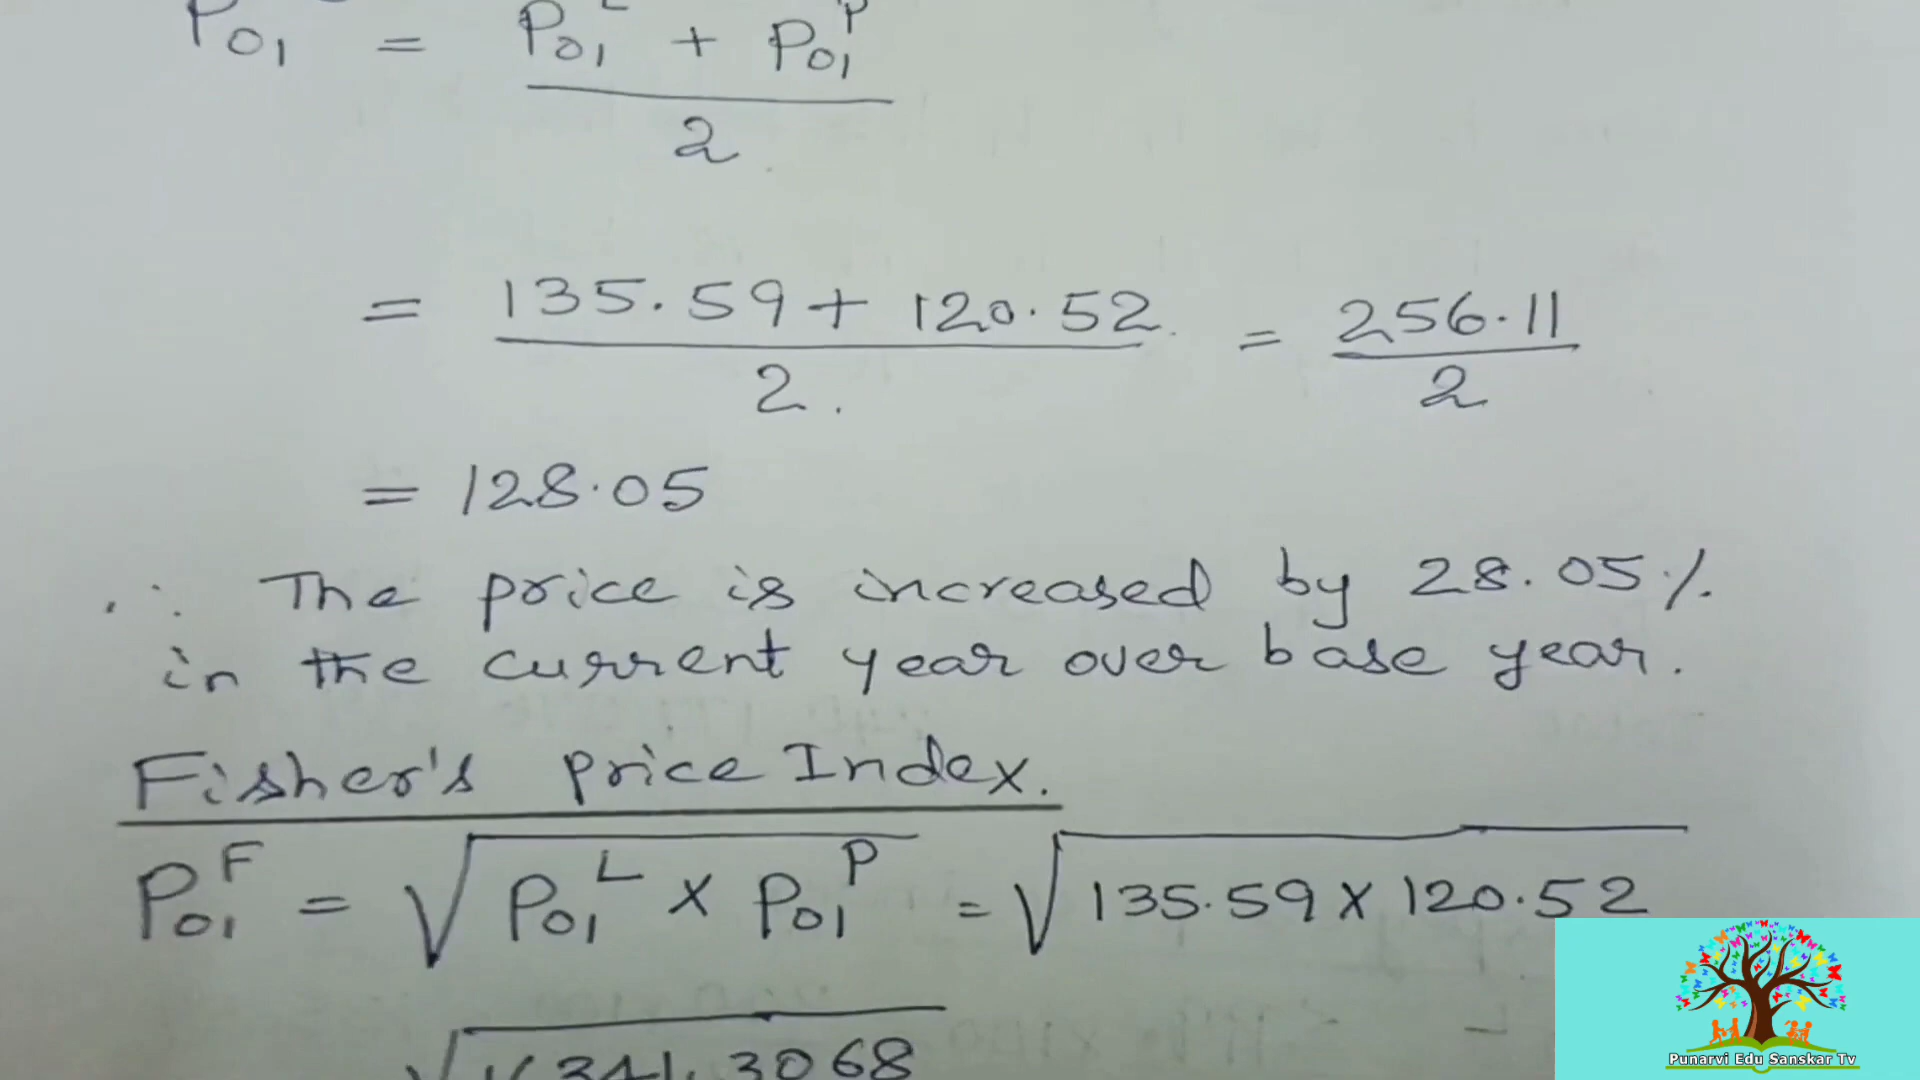 P01 = P01 L + P01 P
2
= 135.59 + 120.52 = 256.11
2. 2
= 128.05
∴ The price is increased by 28.05%.
in the current year over base year.
Fisher's price Index.
P01 F = √ P01 L × P01 P = √ 135.59 × 120.52
341.3068
Punarvi Edu Sanskar Tv